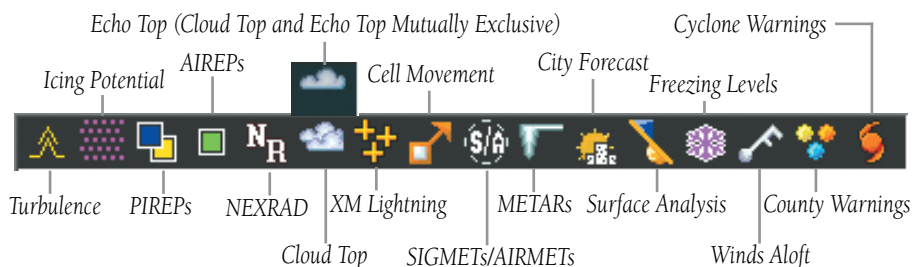 Echo Top (Cloud Top and Echo Top Mutually Exclusive)
Cyclone Warnings
AIREPs
Icing Potential
Cell Movement
City Forecast
Freezing Levels
NR
S/A
Turbulence
PIREPs
NEXRAD
XM Lightning
METARs
Surface Analysis
County Warnings
Cloud Top
SIGMETs/AIRMETs
Winds Aloft